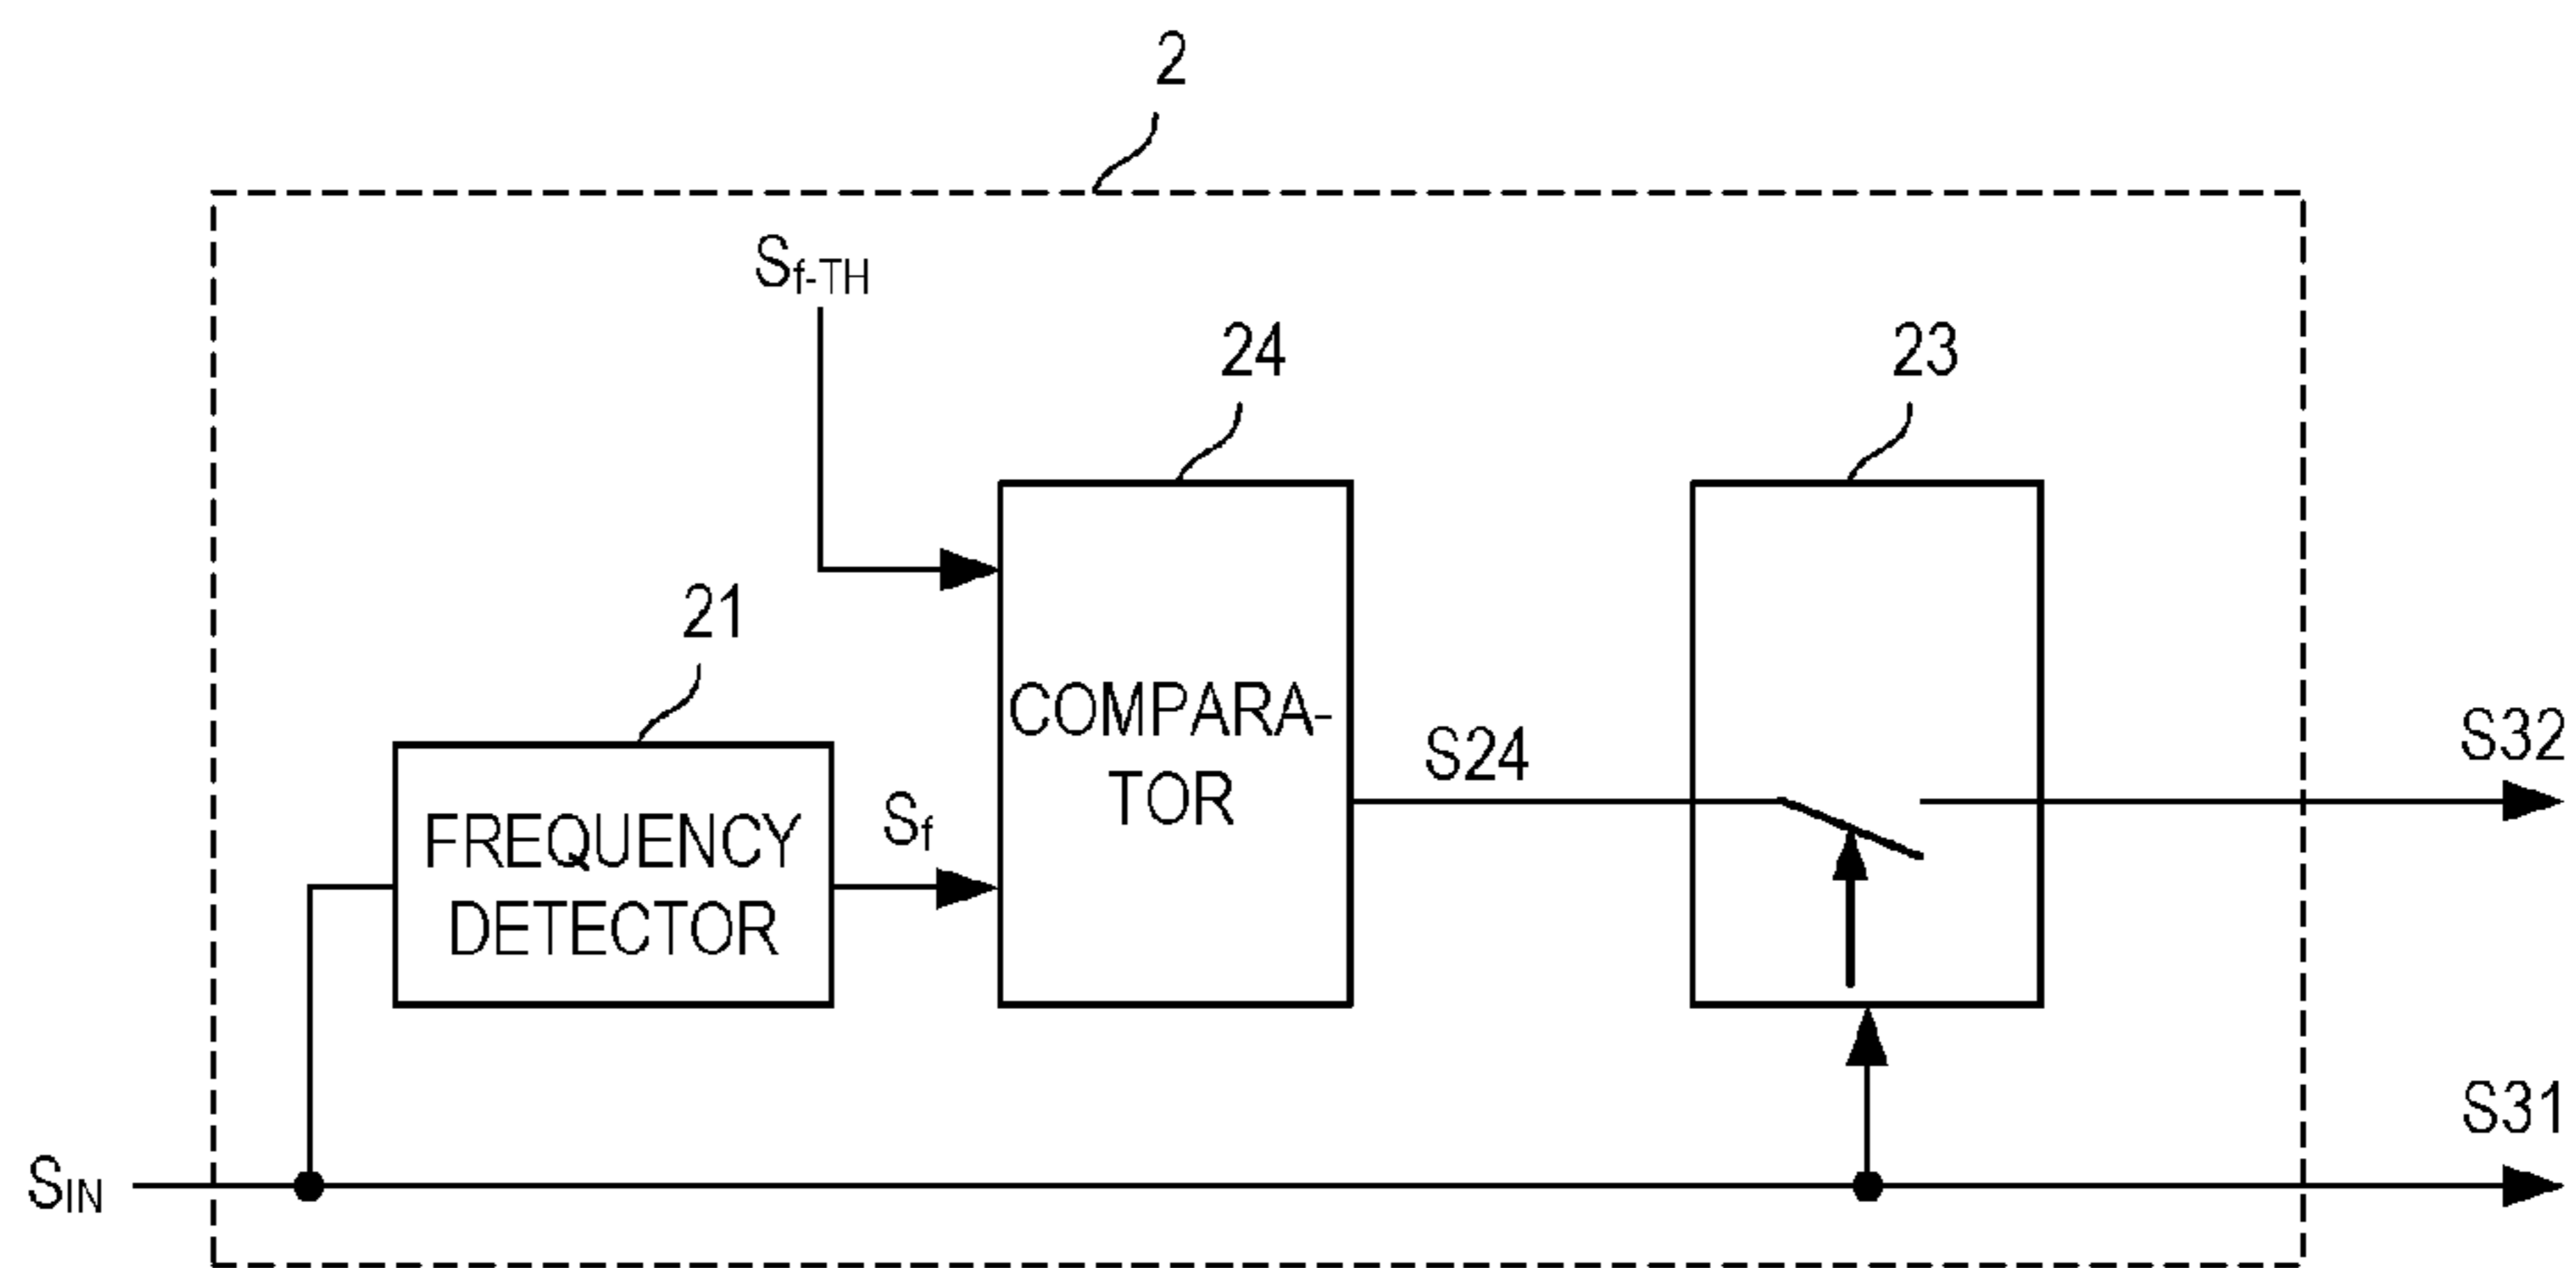 2
Sf-TH
24
23
21
COMPARA-
TOR
S24
S32
FREQUENCY
DETECTOR
Sf
S31
SIN